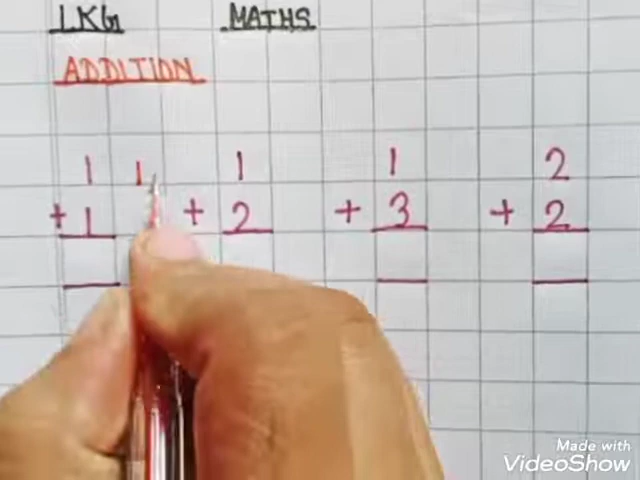 LKG MATHS
ADDITION
1 1 1 1 2
+ 1 + 2 + 3 + 2
Made with
VideoShow